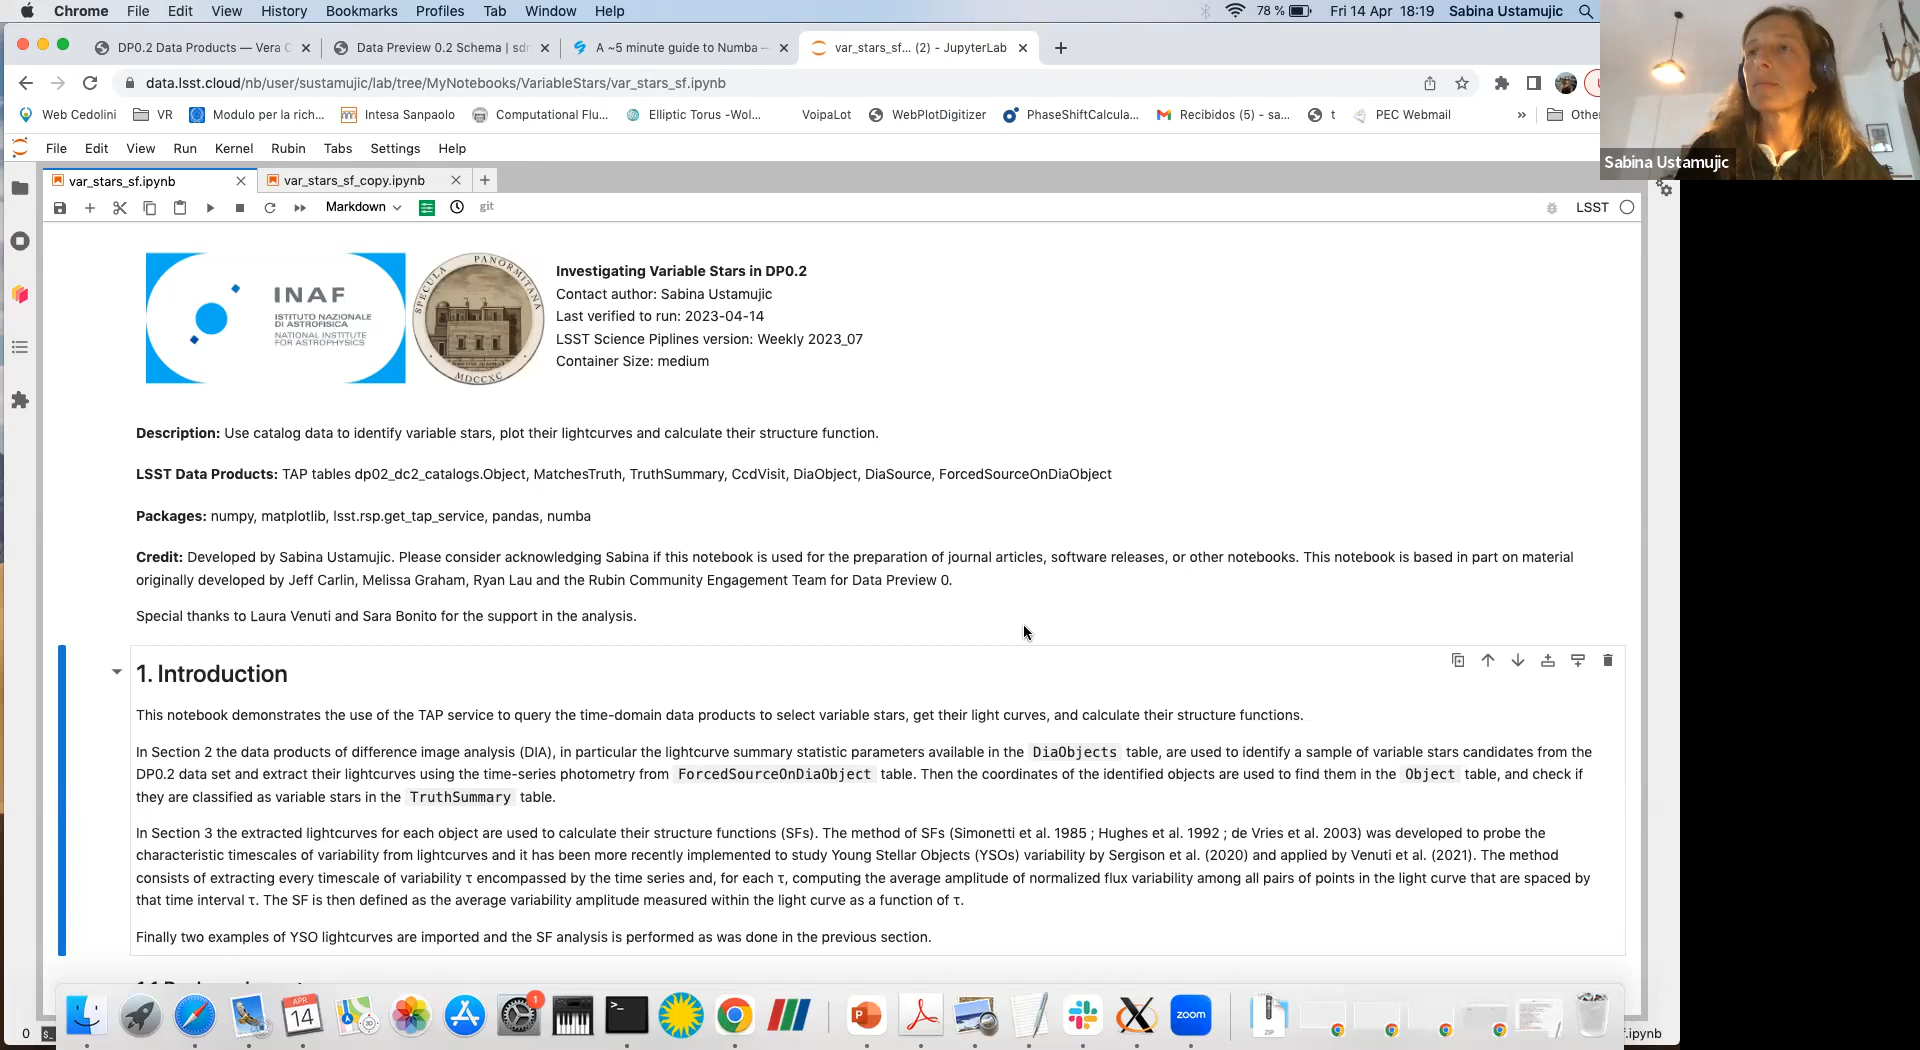 Chrome File Edit View History Bookmarks Profiles Tab Window Help 78 % Fri 14 Apr 18:19 Sabina Ustamujic
DP0.2 Data Products — Vera C Data Preview 0.2 Schema | sdm A ~5 minute guide to Numba — var_stars_sf... (2) - JupyterLab
data.lsst.cloud/nb/user/sustamujic/lab/tree/MyNotebooks/VariableStars/var_stars_sf.ipynb
Web Cedolini VR Modulo per la rich... Intesa Sanpaolo Computational Flu... Elliptic Torus -Wol... VoipaLot WebPlotDigitizer PhaseShiftCalcula... Recibidos (5) - sa... t PEC Webmail » Othe
Sabina Ustamujic
File Edit View Run Kernel Rubin Tabs Settings Help
var_stars_sf.ipynb var_stars_sf_copy.ipynb
Markdown git LSST
INAF
ISTITUTO NAZIONALE
DI ASTROFISICA
NATIONAL INSTITUTE
FOR ASTROPHYSICS
SPECULA PANORMITANA
MDCCXC
Investigating Variable Stars in DP0.2
Contact author: Sabina Ustamujic
Last verified to run: 2023-04-14
LSST Science Piplines version: Weekly 2023_07
Container Size: medium
Description: Use catalog data to identify variable stars, plot their lightcurves and calculate their structure function.
LSST Data Products: TAP tables dp02_dc2_catalogs.Object, MatchesTruth, TruthSummary, CcdVisit, DiaObject, DiaSource, ForcedSourceOnDiaObject
Packages: numpy, matplotlib, lsst.rsp.get_tap_service, pandas, numba
Credit: Developed by Sabina Ustamujic. Please consider acknowledging Sabina if this notebook is used for the preparation of journal articles, software releases, or other notebooks. This notebook is based in part on material
originally developed by Jeff Carlin, Melissa Graham, Ryan Lau and the Rubin Community Engagement Team for Data Preview 0.
Special thanks to Laura Venuti and Sara Bonito for the support in the analysis.
1. Introduction
This notebook demonstrates the use of the TAP service to query the time-domain data products to select variable stars, get their light curves, and calculate their structure functions.
In Section 2 the data products of difference image analysis (DIA), in particular the lightcurve summary statistic parameters available in the DiaObjects table, are used to identify a sample of variable stars candidates from the
DP0.2 data set and extract their lightcurves using the time-series photometry from ForcedSourceOnDiaObject table. Then the coordinates of the identified objects are used to find them in the Object table, and check if
they are classified as variable stars in the TruthSummary table.
In Section 3 the extracted lightcurves for each object are used to calculate their structure functions (SFs). The method of SFs (Simonetti et al. 1985 ; Hughes et al. 1992 ; de Vries et al. 2003) was developed to probe the
characteristic timescales of variability from lightcurves and it has been more recently implemented to study Young Stellar Objects (YSOs) variability by Sergison et al. (2020) and applied by Venuti et al. (2021). The method
consists of extracting every timescale of variability τ encompassed by the time series and, for each τ, computing the average amplitude of normalized flux variability among all pairs of points in the light curve that are spaced by
that time interval τ. The SF is then defined as the average variability amplitude measured within the light curve as a function of τ.
Finally two examples of YSO lightcurves are imported and the SF analysis is performed as was done in the previous section.
APR
14
1
zoom
ZIP
0
f.ipynb